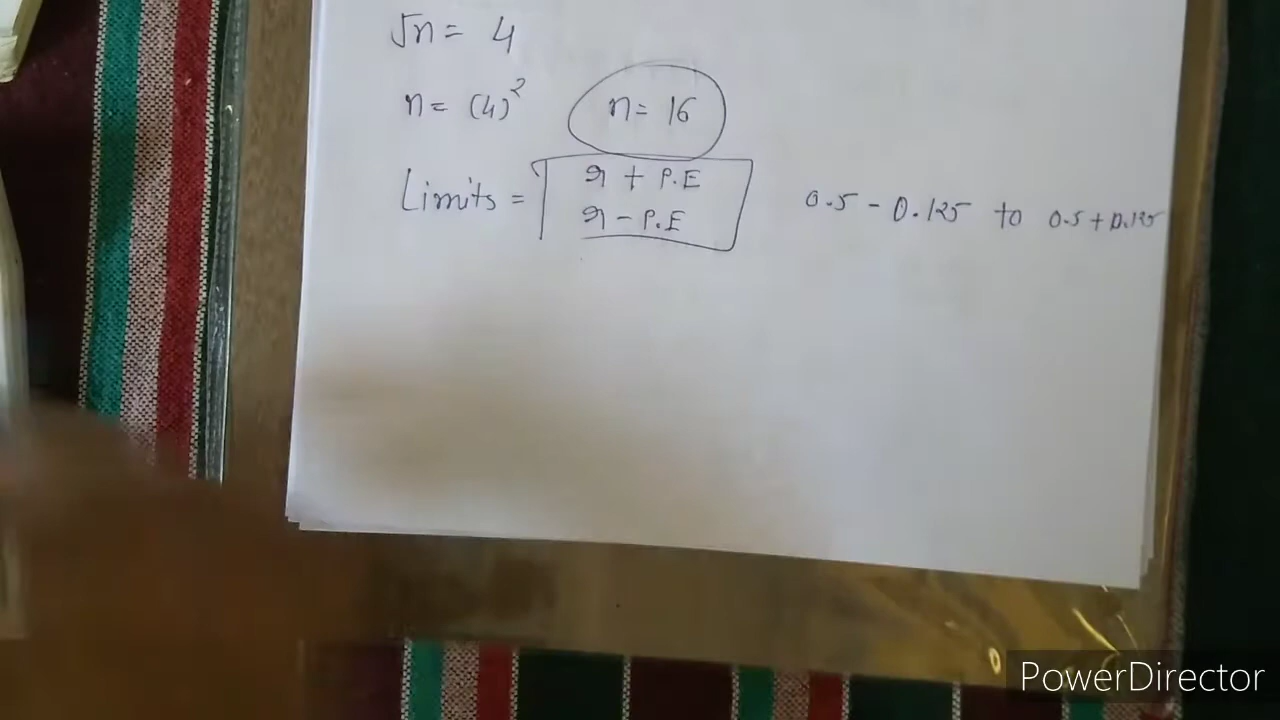 √n = 4
n = (4)² n = 16
Limits = r + P.E
r - P.E
0.5 - 0.125 to 0.5 + 0.125
PowerDirector